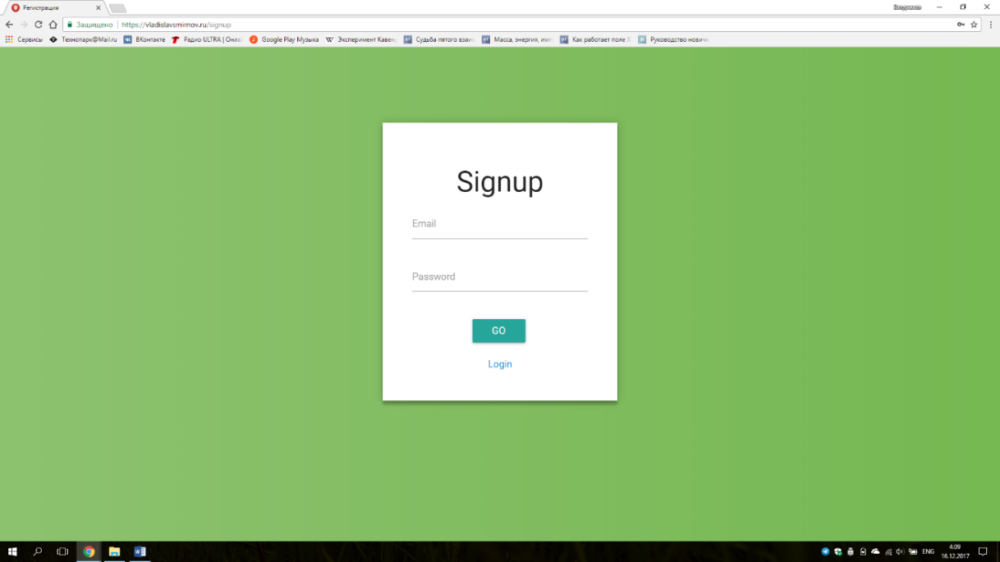 Регистрация
Защищено https://vladislavsmirnov.ru/signup
Сервисы Технопарк@Mail.ru ВКонтакте Радио ULTRA | Онла Google Play Музыка Эксперимент Кавен Судьба пятого взаи Масса, энергия, имп Как работает поле Х Руководство нович
Signup
Email
Password
GO
Login
ENG
4:09
16.12.2017